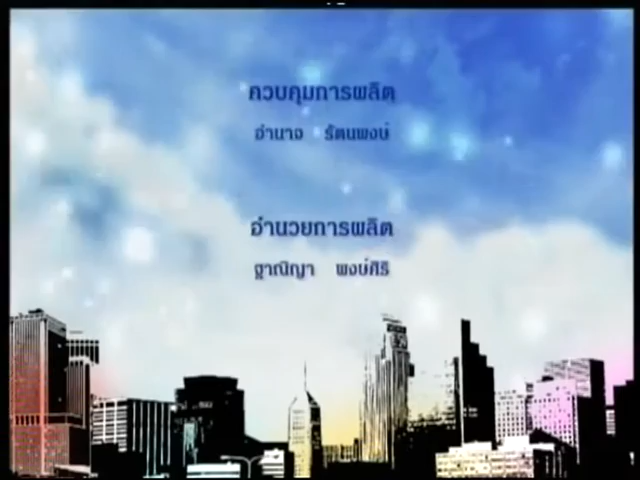 ควบคุมการผลิต
อำนาจ รัตนพงษ์
อำนวยการผลิต
ฐาณิญา พงษ์ศิริ